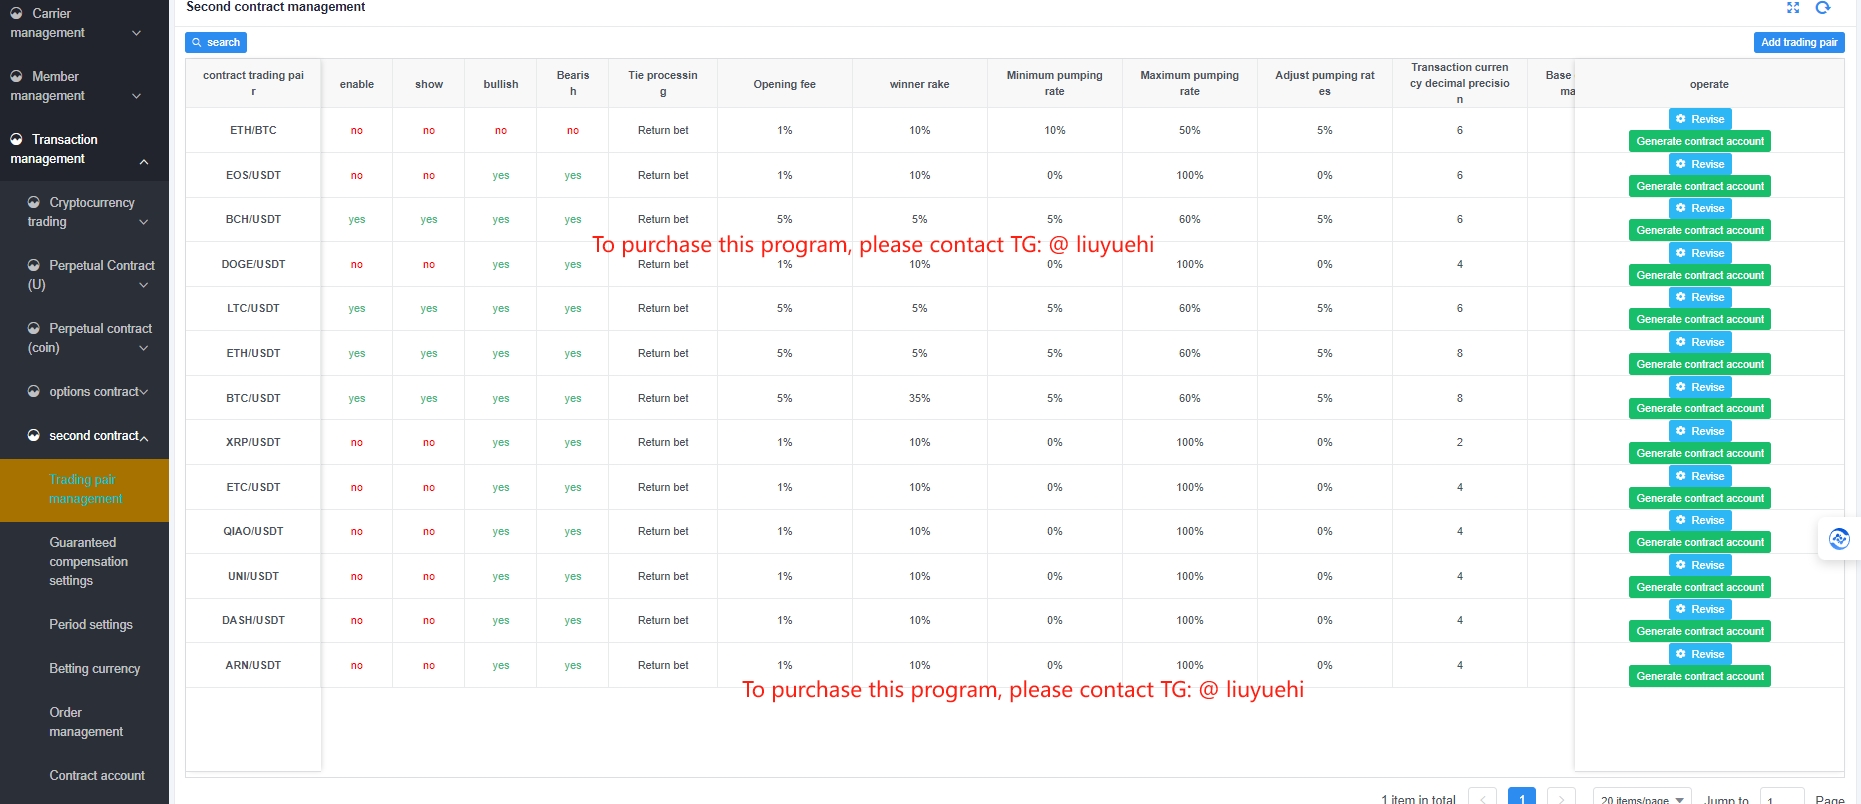 Carrier
management
Member
management
Transaction
management
Cryptocurrency
trading
Perpetual Contract
(U)
Perpetual contract
(coin)
options contract
second contract
Trading pair
management
Guaranteed
compensation
settings
Period settings
Betting currency
Order
management
Contract account
Second contract management
search
Add trading pair
contract trading pai
r
enable
show
bullish
Bearis
h
Tie processin
g
Opening fee
winner rake
Minimum pumping
rate
Maximum pumping
rate
Adjust pumping rat
es
Transaction curren
cy decimal precisio
n
Base
ma
operate
ETH/BTC no no no no Return bet 1% 10% 10% 50% 5% 6
Revise
Generate contract account
EOS/USDT no no yes yes Return bet 1% 10% 0% 100% 0% 6
Revise
Generate contract account
BCH/USDT yes yes yes yes Return bet 5% 5% 5% 60% 5% 6
Revise
Generate contract account
To purchase this program, please contact TG: @ liuyuehi
DOGE/USDT no no yes yes Return bet 1% 10% 0% 100% 0% 4
Revise
Generate contract account
LTC/USDT yes yes yes yes Return bet 5% 5% 5% 60% 5% 6
Revise
Generate contract account
ETH/USDT yes yes yes yes Return bet 5% 5% 5% 60% 5% 8
Revise
Generate contract account
BTC/USDT yes yes yes yes Return bet 5% 35% 5% 60% 5% 8
Revise
Generate contract account
XRP/USDT no no yes yes Return bet 1% 10% 0% 100% 0% 2
Revise
Generate contract account
ETC/USDT no no yes yes Return bet 1% 10% 0% 100% 0% 4
Revise
Generate contract account
QIAO/USDT no no yes yes Return bet 1% 10% 0% 100% 0% 4
Revise
Generate contract account
UNI/USDT no no yes yes Return bet 1% 10% 0% 100% 0% 4
Revise
Generate contract account
DASH/USDT no no yes yes Return bet 1% 10% 0% 100% 0% 4
Revise
Generate contract account
ARN/USDT no no yes yes Return bet 1% 10% 0% 100% 0% 4
Revise
Generate contract account
To purchase this program, please contact TG: @ liuyuehi
1 item in total < 1 > 20 items/page Jump to 1 Page